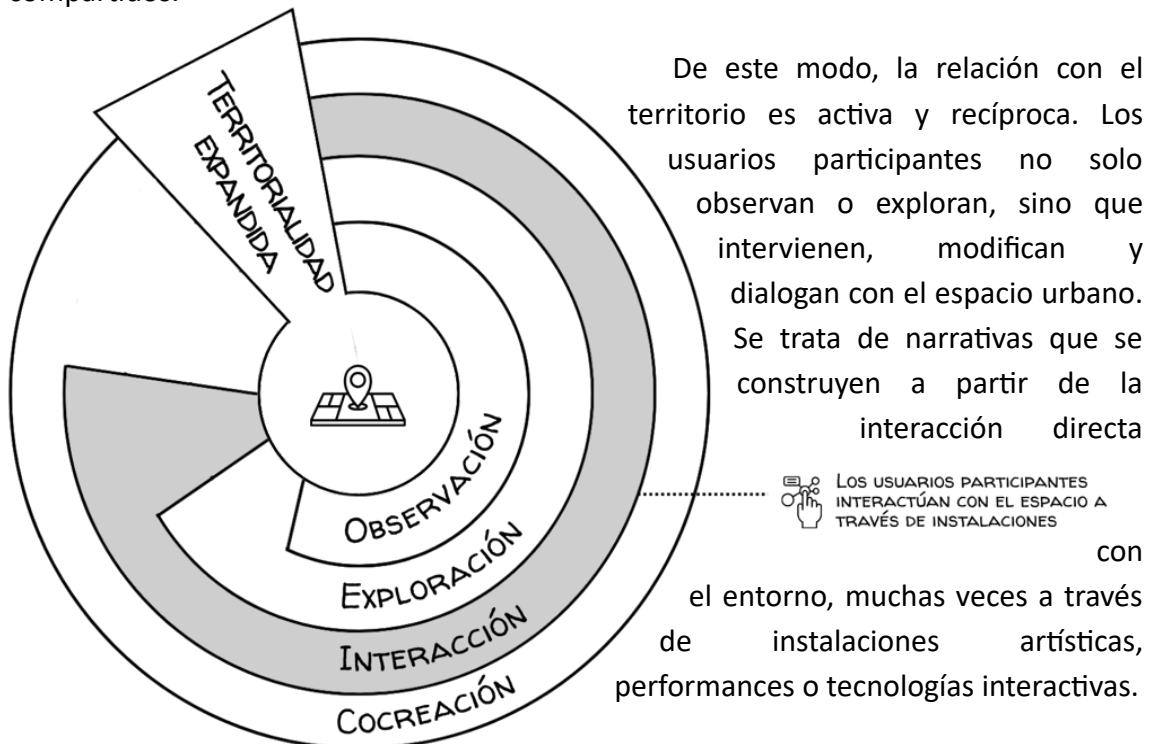 compartidos.
TERRITORIALIDAD
EXPANDIDA
De este modo, la relación con el
territorio es activa y recíproca. Los
usuarios participantes no solo
observan o exploran, sino que
intervienen, modifican y
dialogan con el espacio urbano.
Se trata de narrativas que se
construyen a partir de la
interacción directa
LOS USUARIOS PARTICIPANTES
INTERACTÚAN CON EL ESPACIO A
TRAVÉS DE INSTALACIONES
con
el entorno, muchas veces a través
de instalaciones artísticas,
performances o tecnologías interactivas.
OBSERVACIÓN
EXPLORACIÓN
INTERACCIÓN
COCREACIÓN